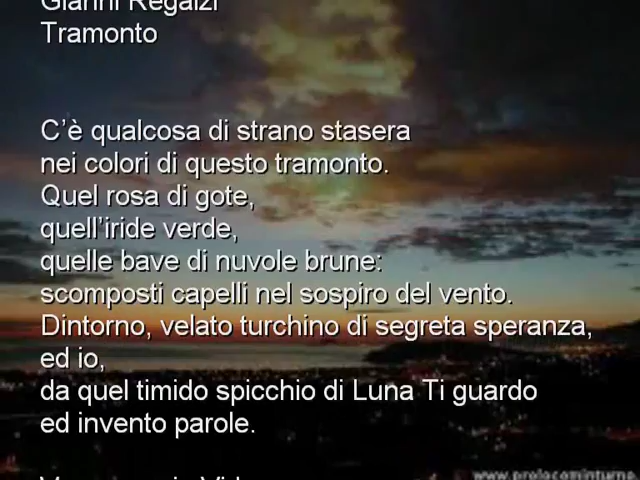 Gianni Regalzi
Tramonto
C'è qualcosa di strano stasera
nei colori di questo tramonto.
Quel rosa di gote,
quell'iride verde,
quelle bave di nuvole brune:
scomposti capelli nel sospiro del vento.
Dintorno, velato turchino di segreta speranza,
ed io,
da quel timido spicchio di Luna Ti guardo
ed invento parole.